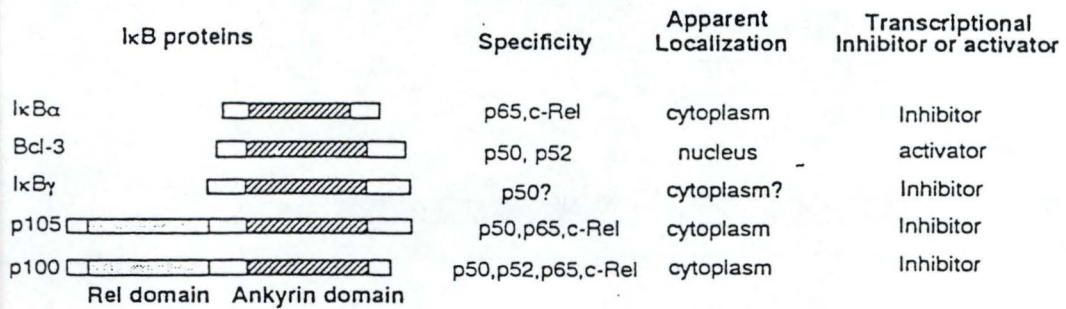 IκB proteins Specificity Apparent Localization Transcriptional Inhibitor or activator
IκBα p65,c-Rel cytoplasm Inhibitor
Bcl-3 p50, p52 nucleus activator
IκBγ p50? cytoplasm? Inhibitor
p105 p50,p65,c-Rel cytoplasm Inhibitor
p100 p50,p52,p65,c-Rel cytoplasm Inhibitor
Rel domain Ankyrin domain